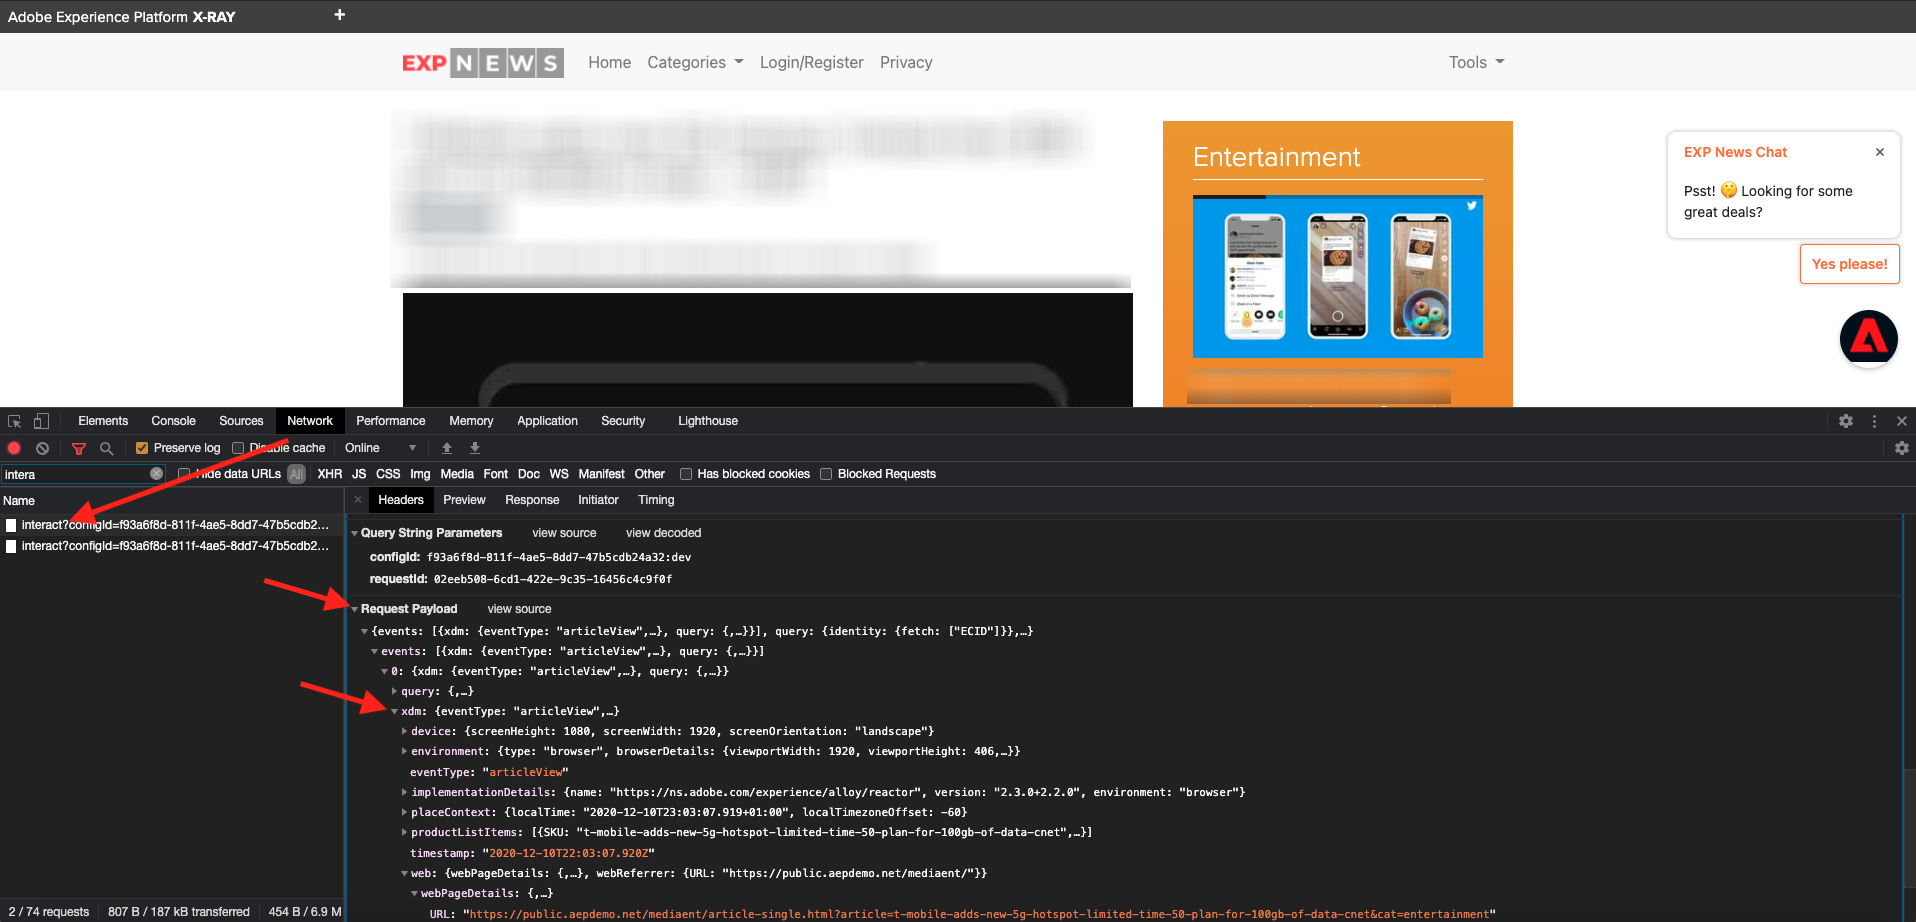 Adobe Experience Platform X-RAY +
EXP NEWS Home Categories Login/Register Privacy Tools
Entertainment
EXP News Chat ×
Psst! 🤫 Looking for some
great deals?
Yes please!
Elements Console Sources Network Performance Memory Application Security Lighthouse
Preserve log Disable cache Online
intera Hide data URLs All XHR JS CSS Img Media Font Doc WS Manifest Other Has blocked cookies Blocked Requests
Name
Headers Preview Response Initiator Timing
interact?configId=f93a6f8d-811f-4ae5-8dd7-47b5cdb2...
interact?configId=f93a6f8d-811f-4ae5-8dd7-47b5cdb2...
Query String Parameters view source view decoded
configId: f93a6f8d-811f-4ae5-8dd7-47b5cdb24a32:dev
requestId: 02eeb508-6cd1-422e-9c35-16456c4c9f0f
Request Payload view source
{events: [{xdm: {eventType: "articleView",…}, query: {,…}}], query: {identity: {fetch: ["ECID"]}},…}
events: [{xdm: {eventType: "articleView",…}, query: {,…}}]
0: {xdm: {eventType: "articleView",…}, query: {,…}}
query: {,…}
xdm: {eventType: "articleView",…}
device: {screenHeight: 1080, screenWidth: 1920, screenOrientation: "landscape"}
environment: {type: "browser", browserDetails: {viewportWidth: 1920, viewportHeight: 406,…}}
eventType: "articleView"
implementationDetails: {name: "https://ns.adobe.com/experience/alloy/reactor", version: "2.3.0+2.2.0", environment: "browser"}
placeContext: {localTime: "2020-12-10T23:03:07.919+01:00", localTimezoneOffset: -60}
productListItems: [{SKU: "t-mobile-adds-new-5g-hotspot-limited-time-50-plan-for-100gb-of-data-cnet",…}]
timestamp: "2020-12-10T22:03:07.920Z"
web: {webPageDetails: {,…}, webReferrer: {URL: "https://public.aepdemo.net/mediaent/"}}
webPageDetails: {,…}
URL: "https://public.aepdemo.net/mediaent/article-single.html?article=t-mobile-adds-new-5g-hotspot-limited-time-50-plan-for-100gb-of-data-cnet&cat=entertainment"
2 / 74 requests 807 B / 187 kB transferred 454 B / 6.9 M